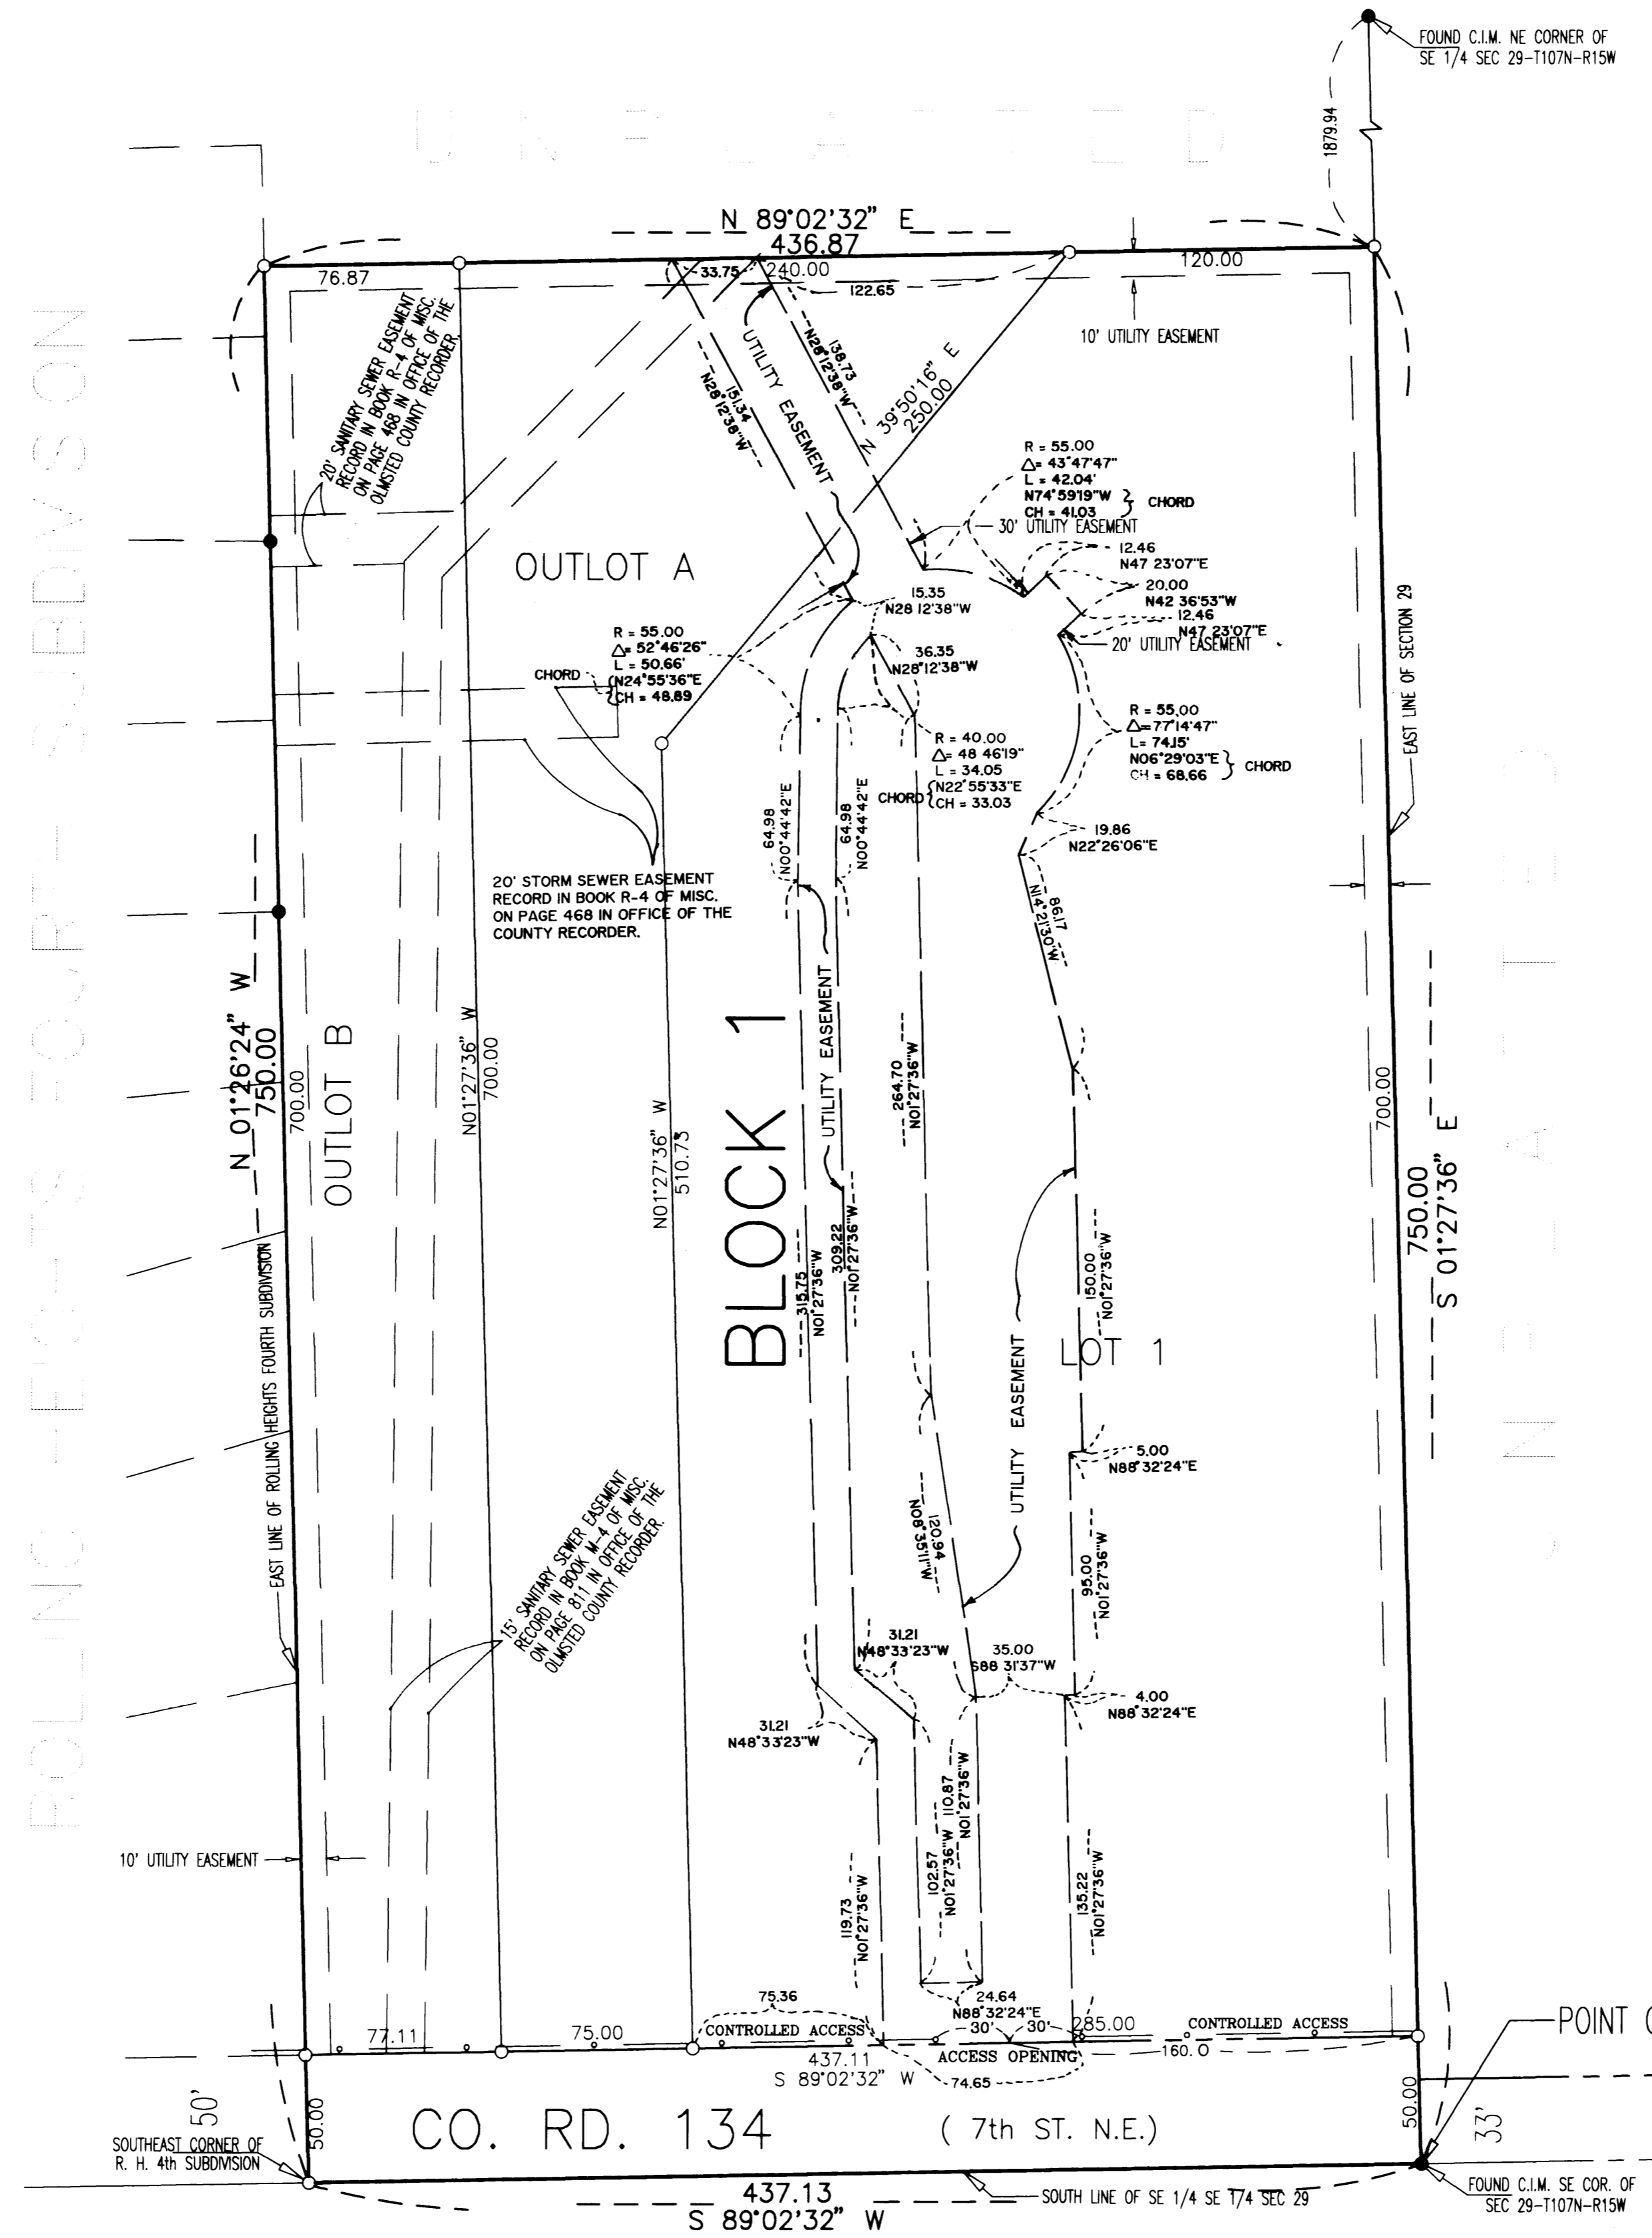 FOUND C.I.M. NE CORNER OF
SE 1/4 SEC 29-T107N-R15W
1879.94
N 89°02'32" E
436.87
76.87
33.75
240.00
122.65
120.00
10' UTILITY EASEMENT
20' SANITARY SEWER EASEMENT
RECORD IN BOOK R-4 OF MISC.
ON PAGE 468 IN OFFICE OF THE
OLMSTED COUNTY RECORDER.
UTILITY EASEMENT
151.34
N28°12'38"W
138.73
N28°12'38"W
N 39°50'16" E
250.00
R = 55.00
Δ= 43°47'47"
L = 42.04'
N74°59'19"W
CH = 41.03
CHORD
30' UTILITY EASEMENT
12.46
N47 23'07"E
20.00
N42 36'53"W
12.46
N47 23'07"E
20' UTILITY EASEMENT
OUTLOT A
15.35
N28 12'38"W
R = 55.00
Δ= 52°46'26"
L = 50.66'
N24°55'36"E
CH = 48.89
CHORD
36.35
N28°12'38"W
R = 40.00
Δ= 48 46'19"
L = 34.05
N22°55'33"E
CH = 33.03
CHORD
R = 55.00
Δ=77°14'47"
L= 74.15'
N06°29'03"E
CH = 68.66
CHORD
EAST LINE OF SECTION 29
64.98
N00°44'42"E
64.98
N00°44'42"E
19.86
N22°26'06"E
86.17
N14°21'30"W
20' STORM SEWER EASEMENT
RECORD IN BOOK R-4 OF MISC.
ON PAGE 468 IN OFFICE OF THE
COUNTY RECORDER.
N 01°26'24" W
750.00
700.00
OUTLOT B
N01°27'36" W
700.00
N01°27'36" W
510.73
BLOCK 1
UTILITY EASEMENT
264.70
N01°27'36"W
315.75
N01°27'36"W
309.22
N01°27'36"W
UTILITY EASEMENT
150.00
N01°27'36"W
LOT 1
700.00
750.00
S 01°27'36" E
EAST LINE OF ROLLING HEIGHTS FOURTH SUBDIVISION
5.00
N88°32'24"E
N08°35'11"W
120.94
95.00
N01°27'36"W
15' SANITARY SEWER EASEMENT
RECORD IN BOOK M-4 OF MISC.
ON PAGE 811 IN OFFICE OF THE
OLMSTED COUNTY RECORDER.
31.21
N48°33'23"W
35.00
S88 31'37"W
4.00
N88°32'24"E
31.21
N48°33'23"W
10' UTILITY EASEMENT
119.73
N01°27'36"W
102.57
N01°27'36"W
110.87
N01°27'36"W
135.22
N01°27'36"W
75.36
24.64
N88°32'24"E
77.11
75.00
CONTROLLED ACCESS
30'
30'
285.00
CONTROLLED ACCESS
437.11
S 89°02'32" W
ACCESS OPENING
74.65
160.0
POINT
50'
50.00
CO. RD. 134
( 7th ST. N.E.)
50.00
33'
SOUTHEAST CORNER OF
R. H. 4th SUBDIVISION
437.13
S 89°02'32" W
SOUTH LINE OF SE 1/4 SE 1/4 SEC 29
FOUND C.I.M. SE COR. OF
SEC 29-T107N-R15W